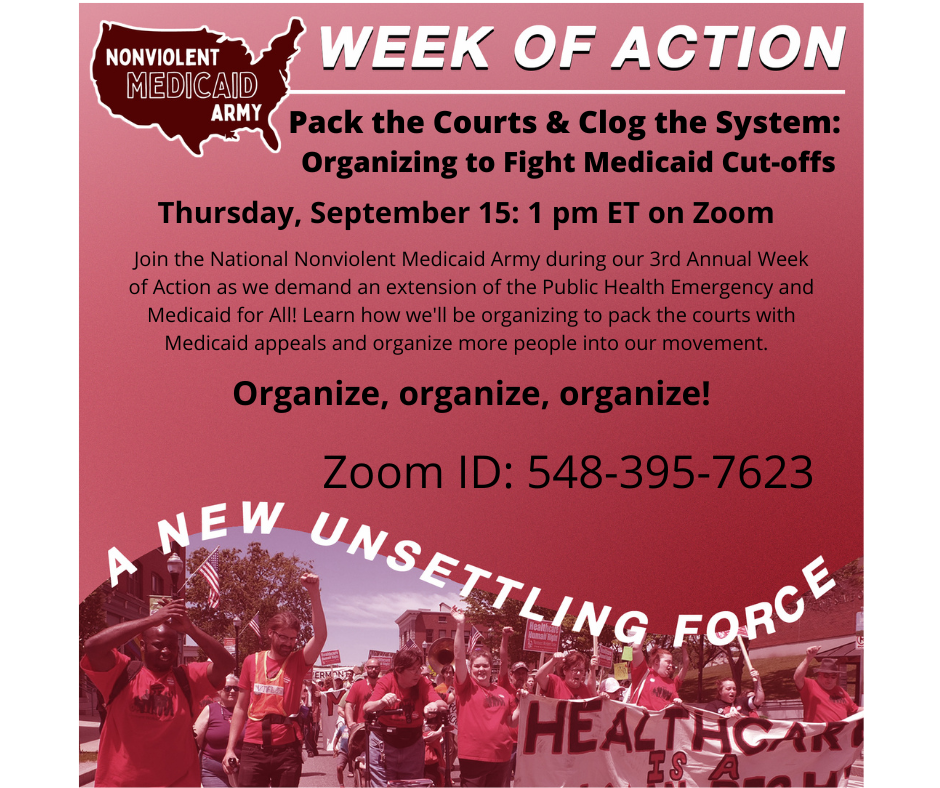 NONVIOLENT
MEDICAID
ARMY
WEEK OF ACTION
Pack the Courts & Clog the System:
Organizing to Fight Medicaid Cut-offs
Thursday, September 15: 1 pm ET on Zoom
Join the National Nonviolent Medicaid Army during our 3rd Annual Week
of Action as we demand an extension of the Public Health Emergency and
Medicaid for All! Learn how we'll be organizing to pack the courts with
Medicaid appeals and organize more people into our movement.
Organize, organize, organize!
Zoom ID: 548-395-7623
A NEW UNSETTLING FORCE
Healthcare
Human Right
HEALTHCAR
IS A